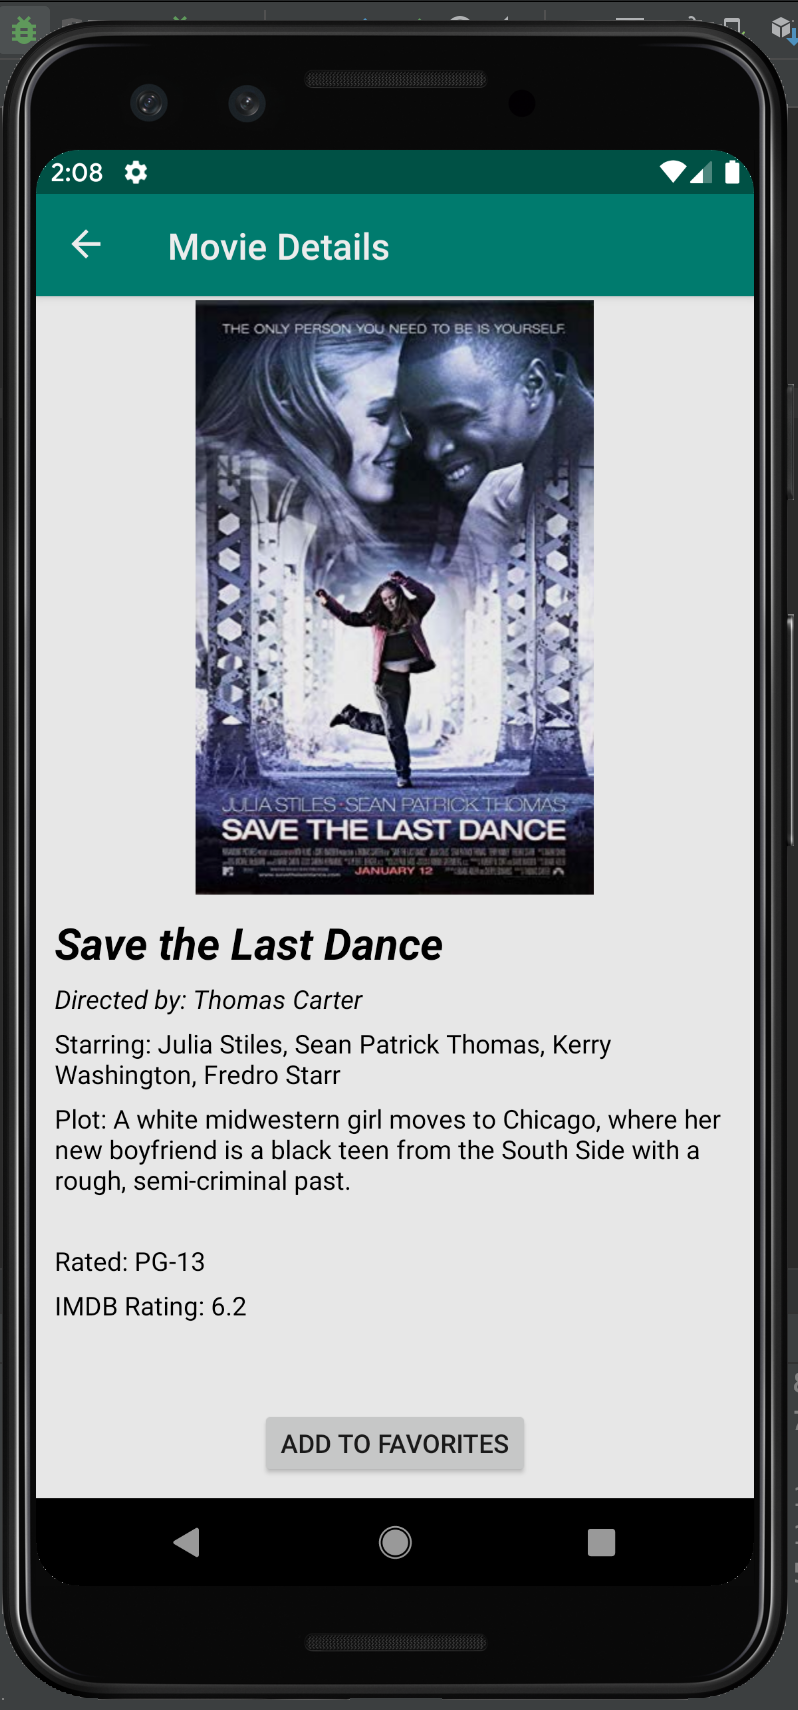 2:08
Movie Details
THE ONLY PERSON YOU NEED TO BE IS YOURSELF.
JULIA STILES SEAN PATRICK THOMAS
SAVE THE LAST DANCE
JANUARY 12
Save the Last Dance
Directed by: Thomas Carter
Starring: Julia Stiles, Sean Patrick Thomas, Kerry
Washington, Fredro Starr
Plot: A white midwestern girl moves to Chicago, where her
new boyfriend is a black teen from the South Side with a
rough, semi-criminal past.
Rated: PG-13
IMDB Rating: 6.2
ADD TO FAVORITES